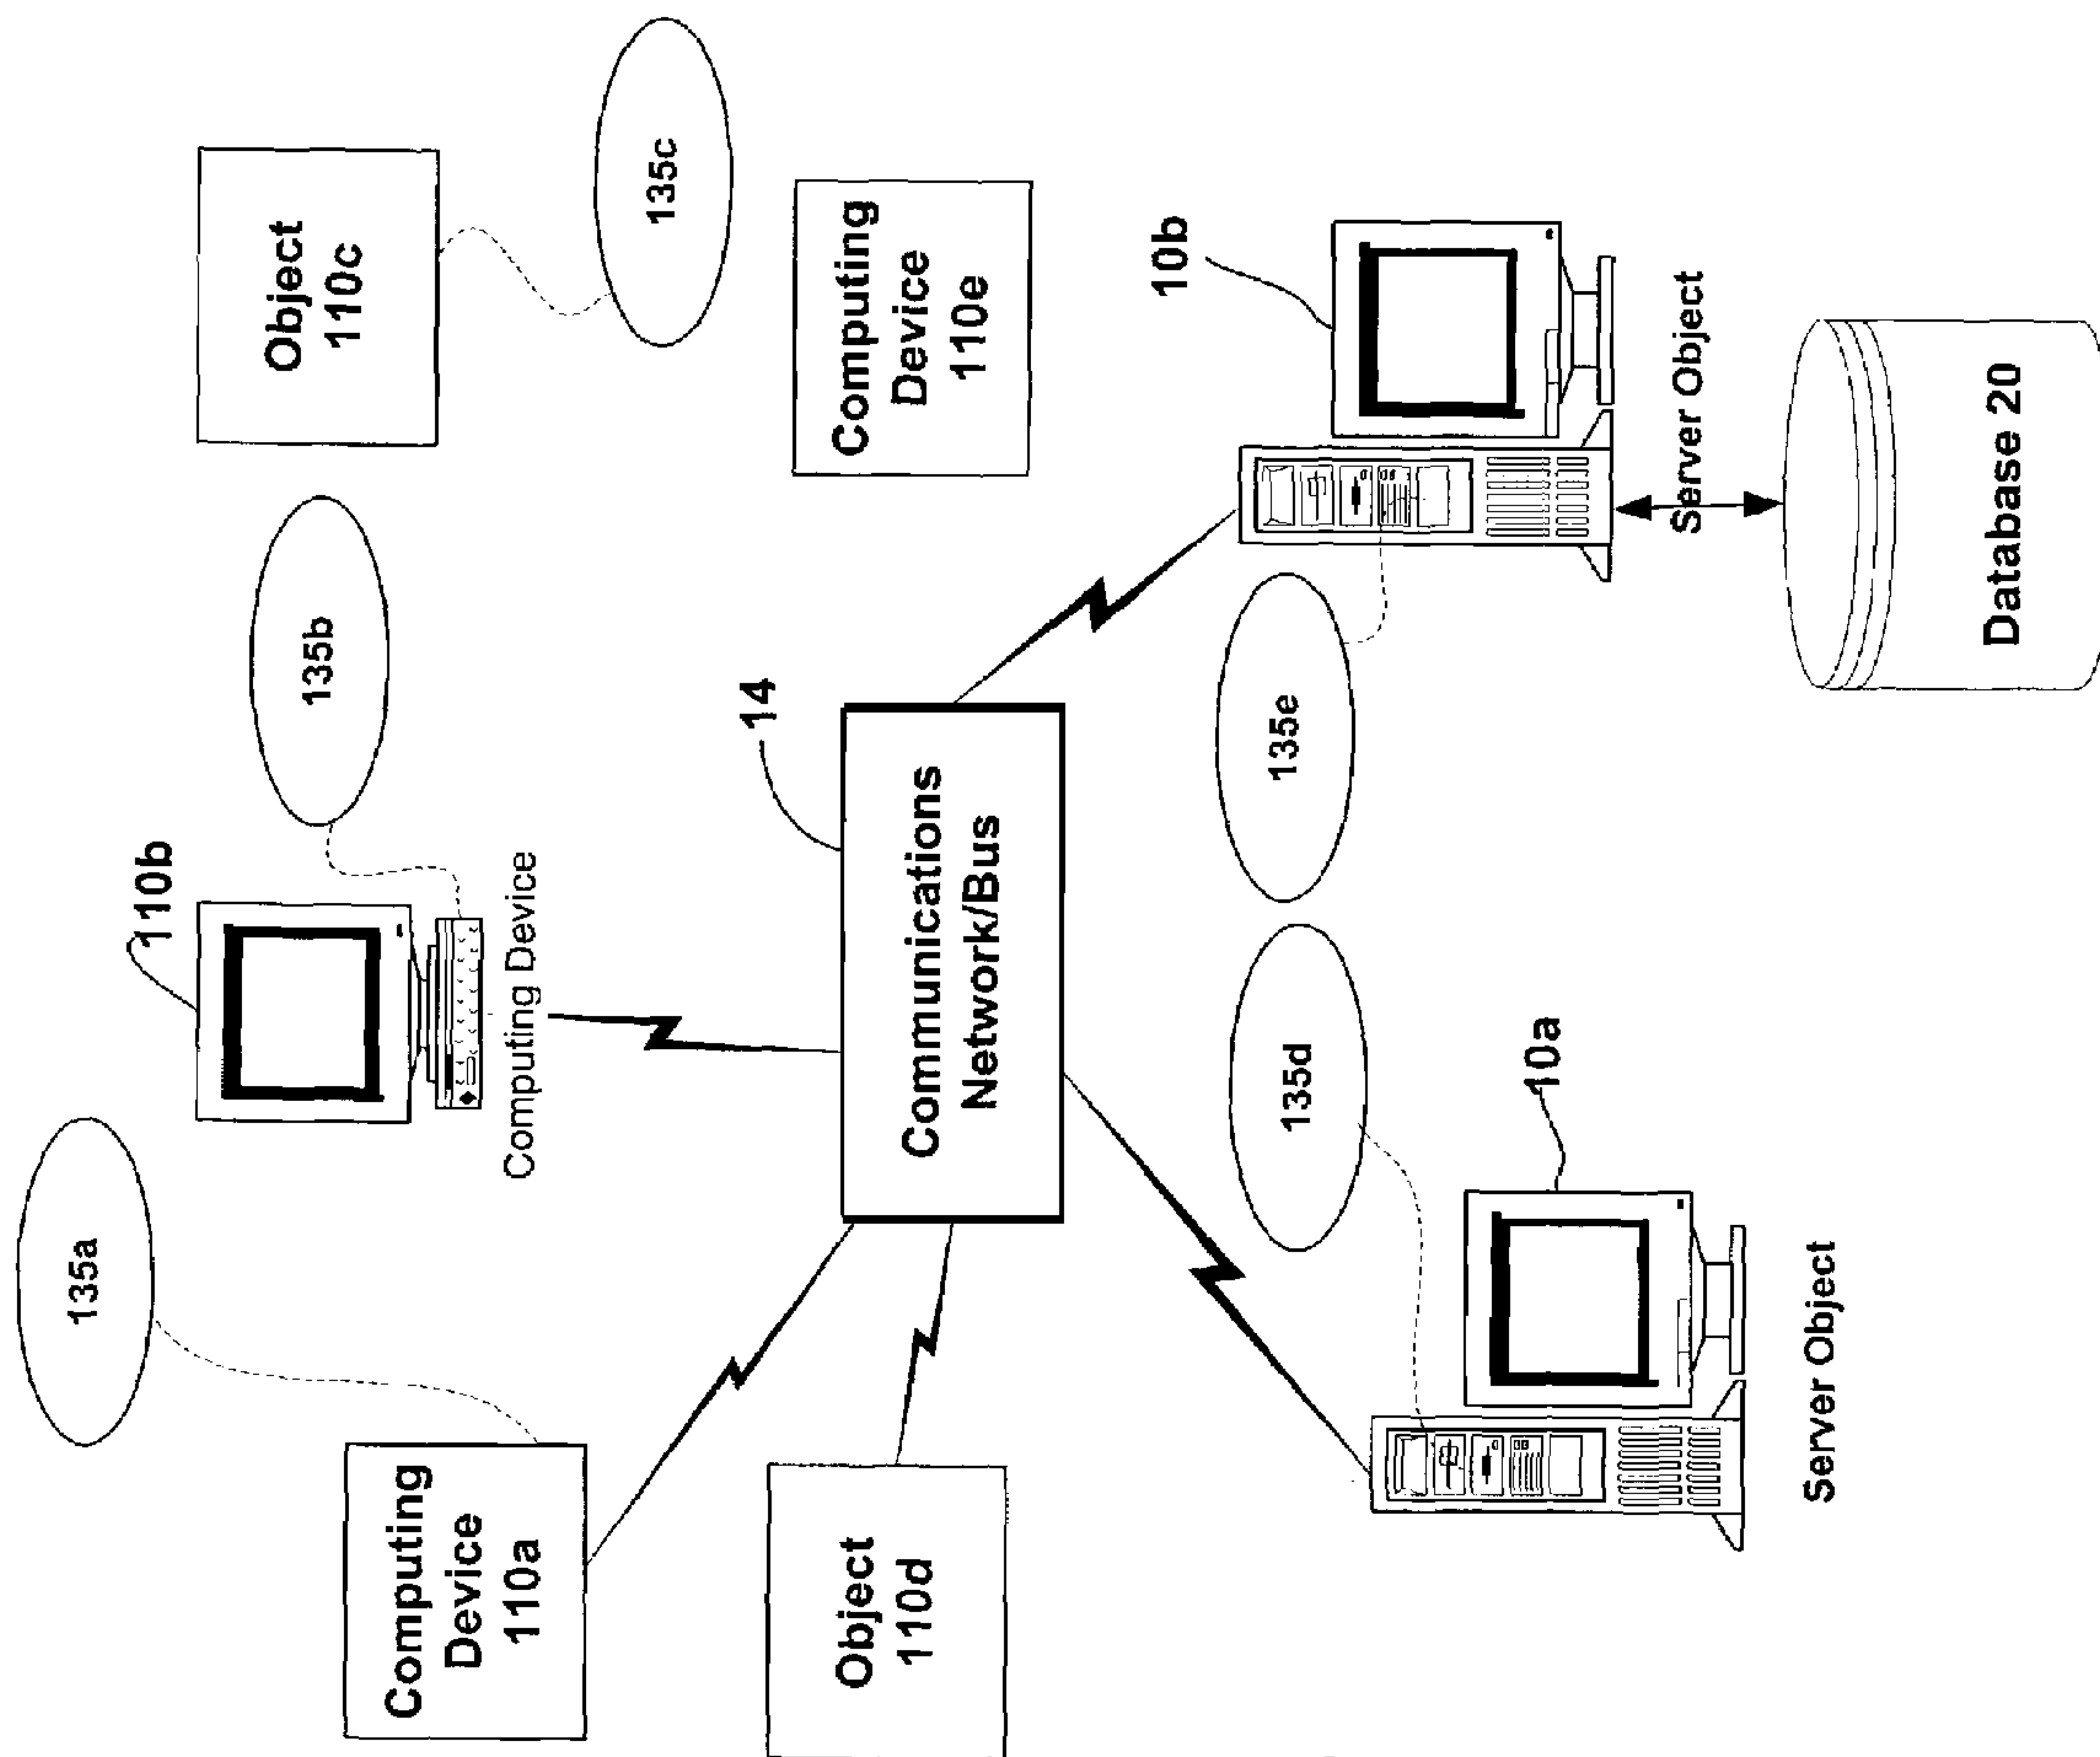 135a
110b
135b
Object
110c
135c
Computing
Device
110a
Computing Device
Object
110d
14
Communications
Network/Bus
Computing
Device
110e
135d
135e
10b
10a
Server Object
Server Object
Database 20